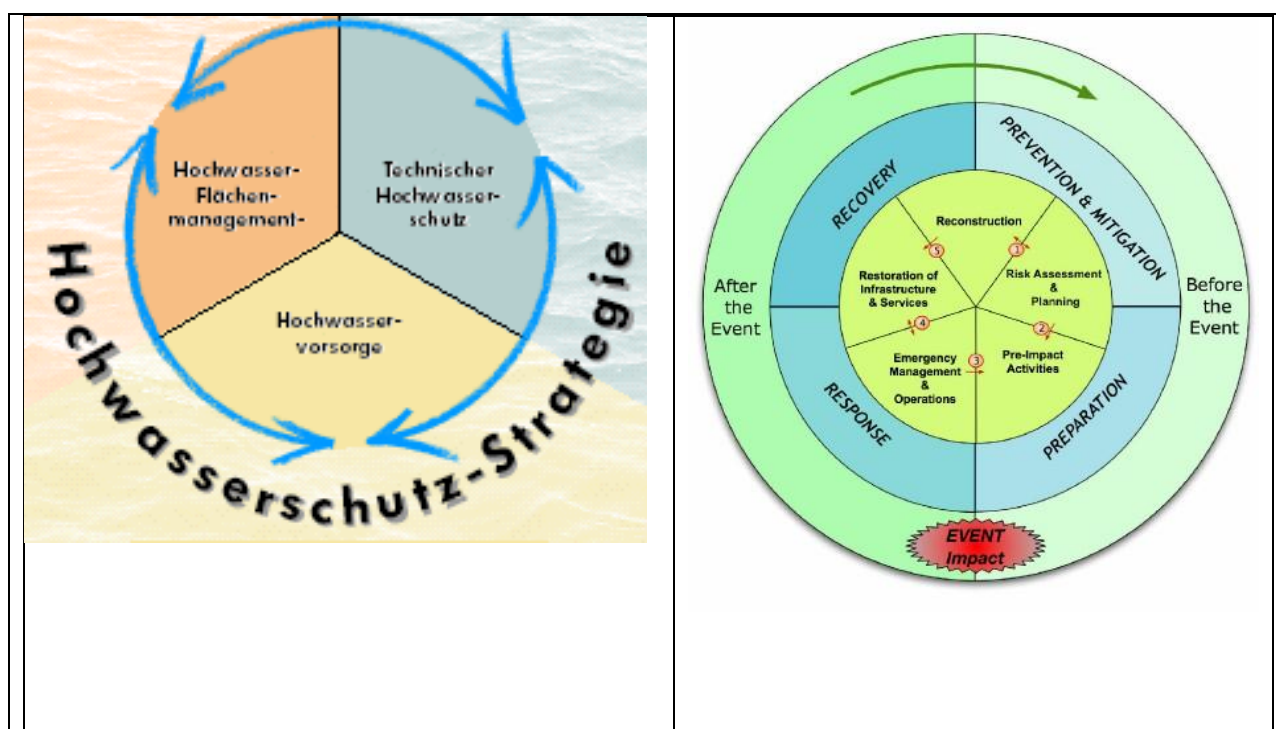 Hochwasser-
Flächen-
management-
Technischer
Hochwasser-
schutz
Hochwasser-
vorsorge
Hochwasserschutz-Strategie
RECOVERY
PREVENTION & MITIGATION
After
the
Event
Before
the
Event
Reconstruction
5
1
Restoration of
Infrastructure
& Services
Risk Assessment
&
Planning
4
2
Emergency
Management
&
Operations
3
Pre-Impact
Activities
RESPONSE
PREPARATION
EVENT
Impact